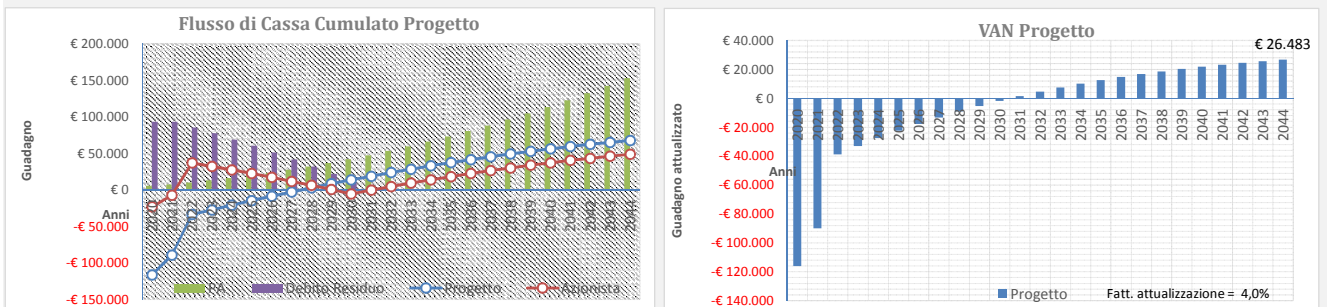 Flusso di Cassa Cumulato Progetto
€ 200.000
€ 150.000
€ 100.000
€ 50.000
€ 0
-€ 50.000
-€ 100.000
-€ 150.000
Guadagno
Anni
2020 2021 2022 2023 2024 2025 2026 2027 2028 2029 2030 2031 2032 2033 2034 2035 2036 2037 2038 2039 2040 2041 2042 2043 2044
PA Debito Residuo Progetto Azionista
VAN Progetto
€ 40.000
€ 20.000
€ 0
-€ 20.000
-€ 40.000
-€ 60.000
-€ 80.000
-€ 100.000
-€ 120.000
-€ 140.000
Guadagno attualizzato
€ 26.483
Anni
2020 2021 2022 2023 2024 2025 2026 2027 2028 2029 2030 2031 2032 2033 2034 2035 2036 2037 2038 2039 2040 2041 2042 2043 2044
Progetto Fatt. attualizzazione = 4,0%